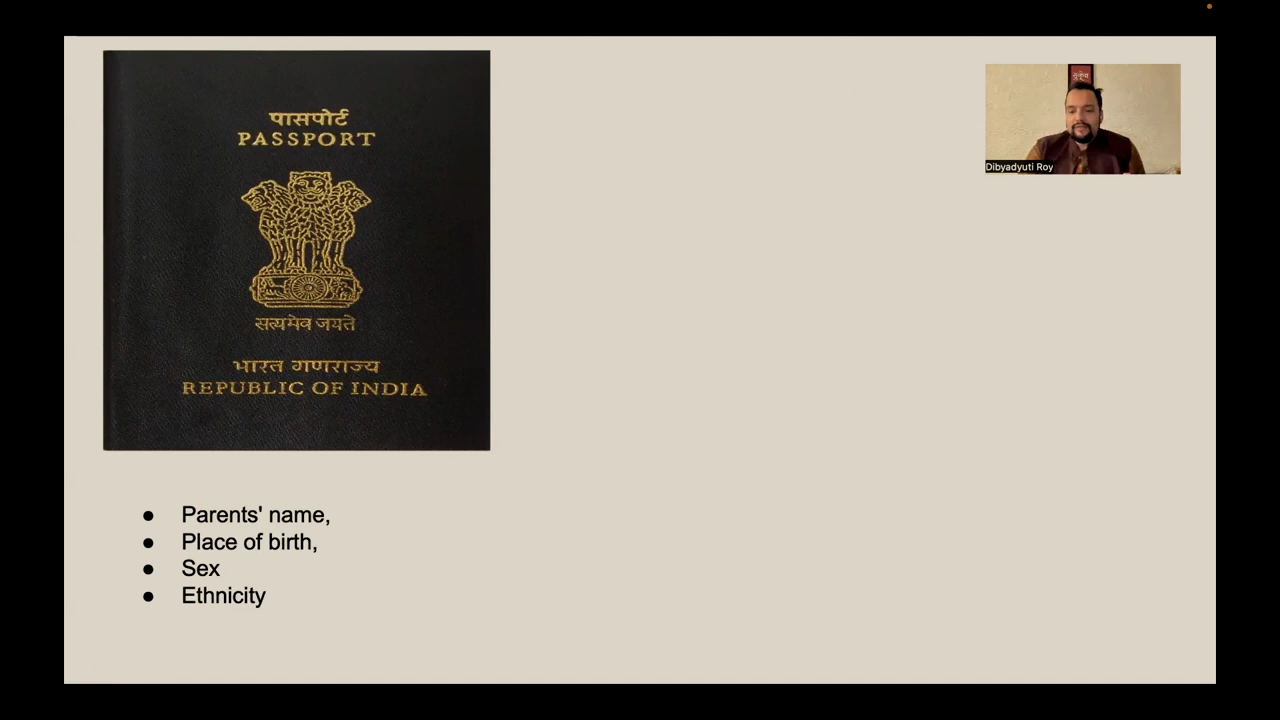 पासपोर्ट
PASSPORT
सत्यमेव जयते
भारत गणराज्य
REPUBLIC OF INDIA
Dibyadyuti Roy
● Parents' name,
● Place of birth,
● Sex
● Ethnicity